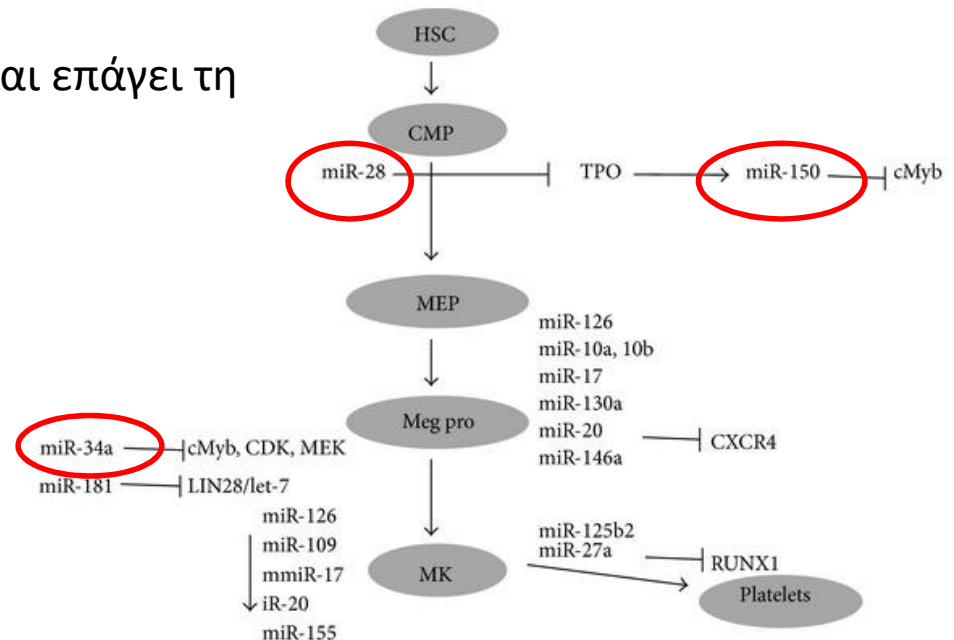 αι επάγει τη
HSC
CMP
miR-28
TPO
miR-150
cMyb
MEP
miR-126
miR-10a, 10b
miR-17
miR-130a
miR-20
miR-146a
CXCR4
Meg pro
miR-34a
cMyb, CDK, MEK
miR-181
LIN28/let-7
miR-126
miR-109
mmiR-17
iR-20
miR-155
MK
miR-125b2
miR-27a
RUNX1
Platelets